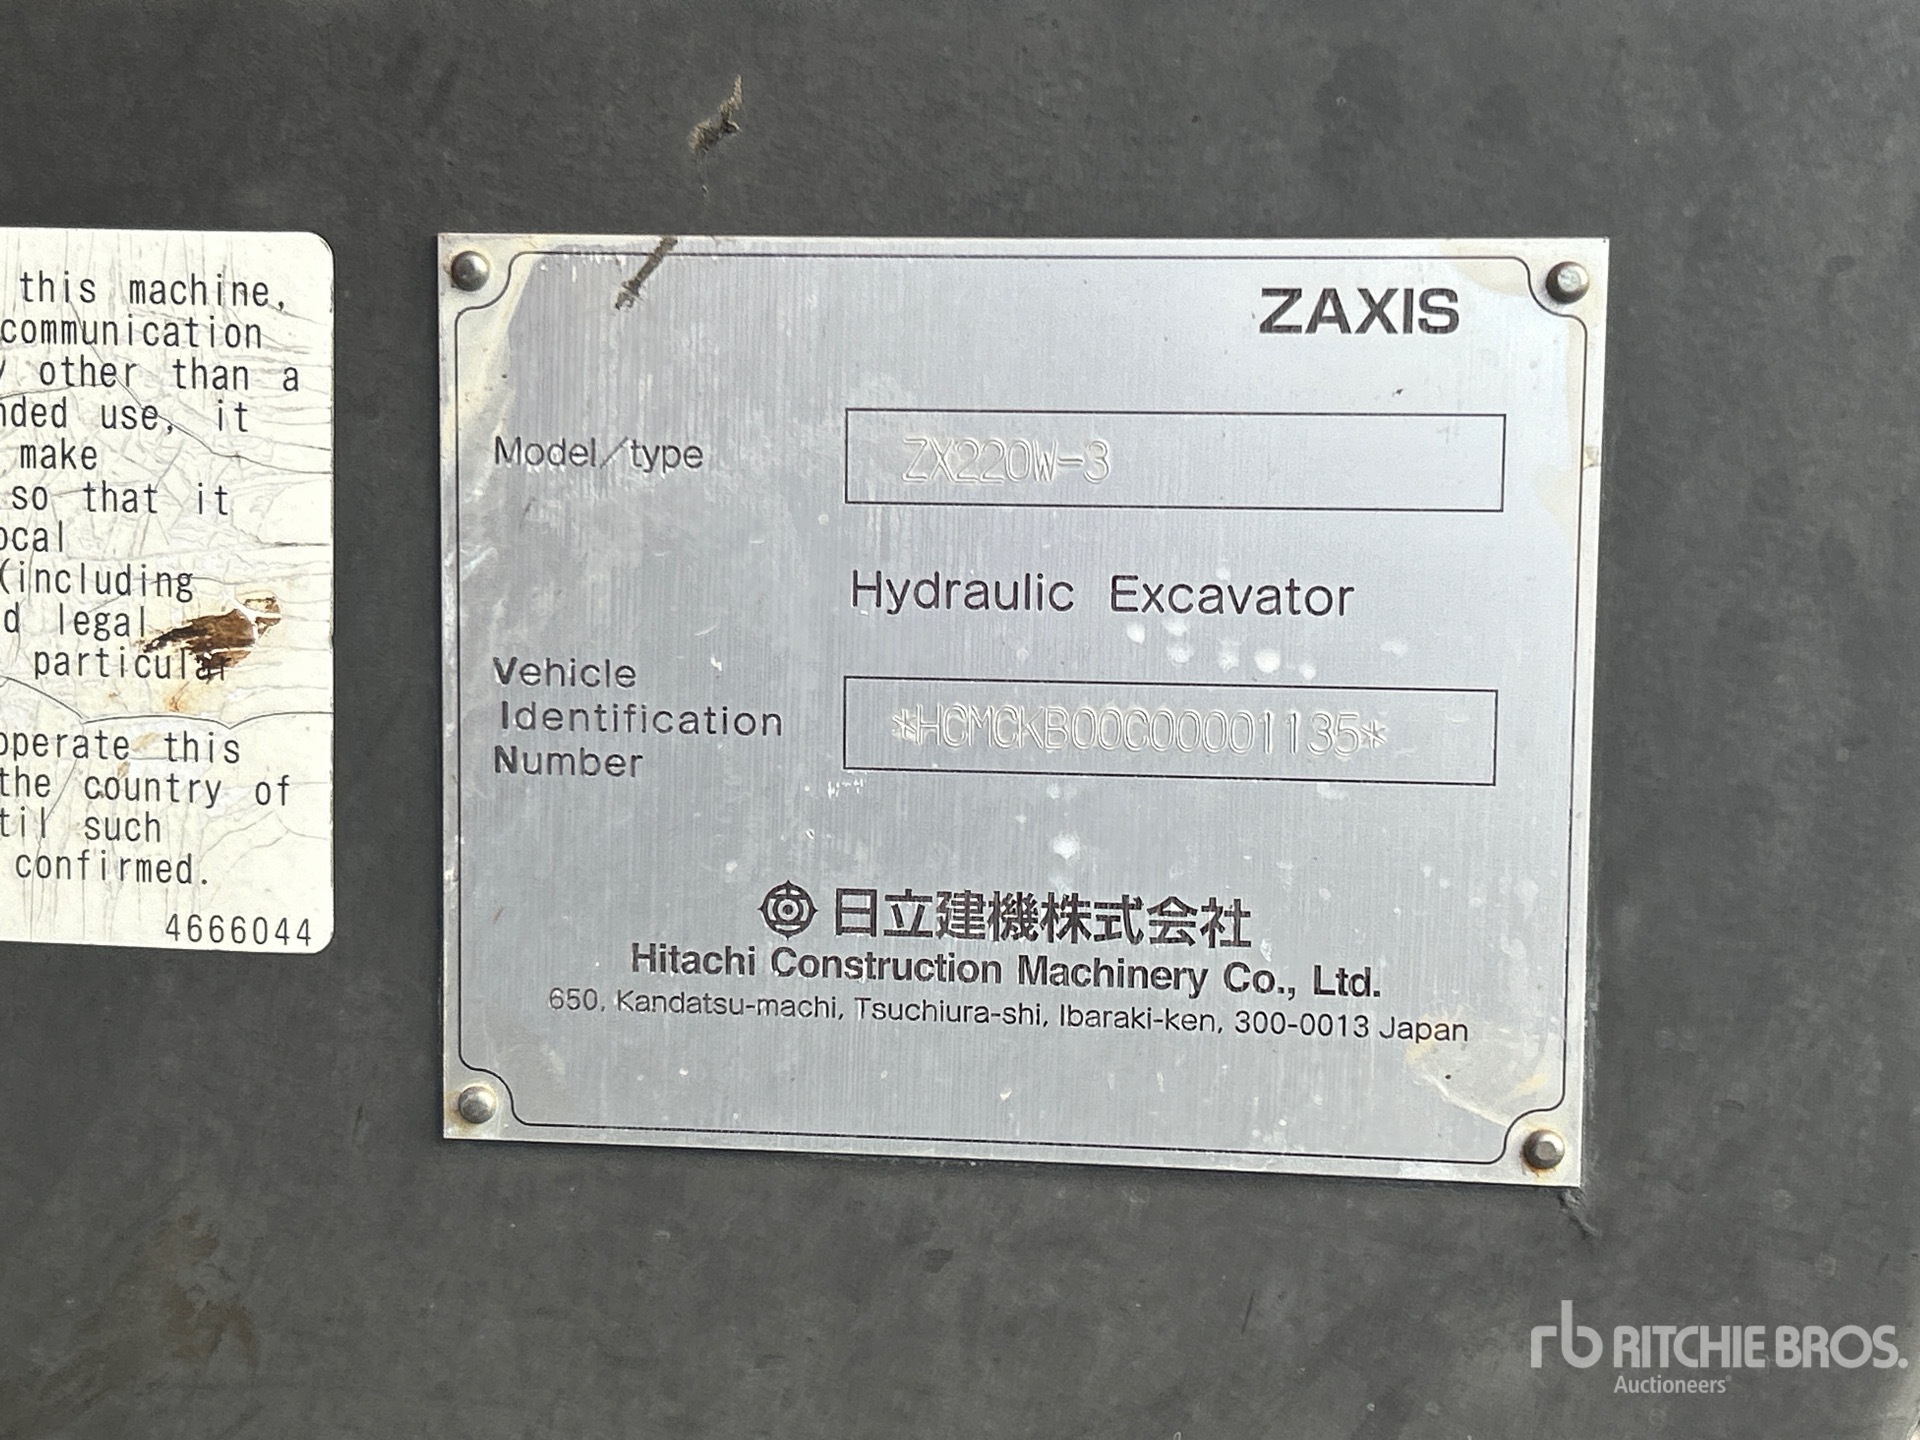 this machine,
communication
y other than a
nded use, it
make
so that it
ocal
(including
d legal
particular
operate this
the country of
til such
confirmed.
4666044
ZAXIS
Model/type
ZX220W-3
Hydraulic Excavator
Vehicle
Identification
Number
*HCMCKB00C00001135*
日立建機株式会社
Hitachi Construction Machinery Co., Ltd.
650, Kandatsu-machi, Tsuchiura-shi, Ibaraki-ken, 300-0013 Japan
rb RITCHIE BROS.
Auctioneers